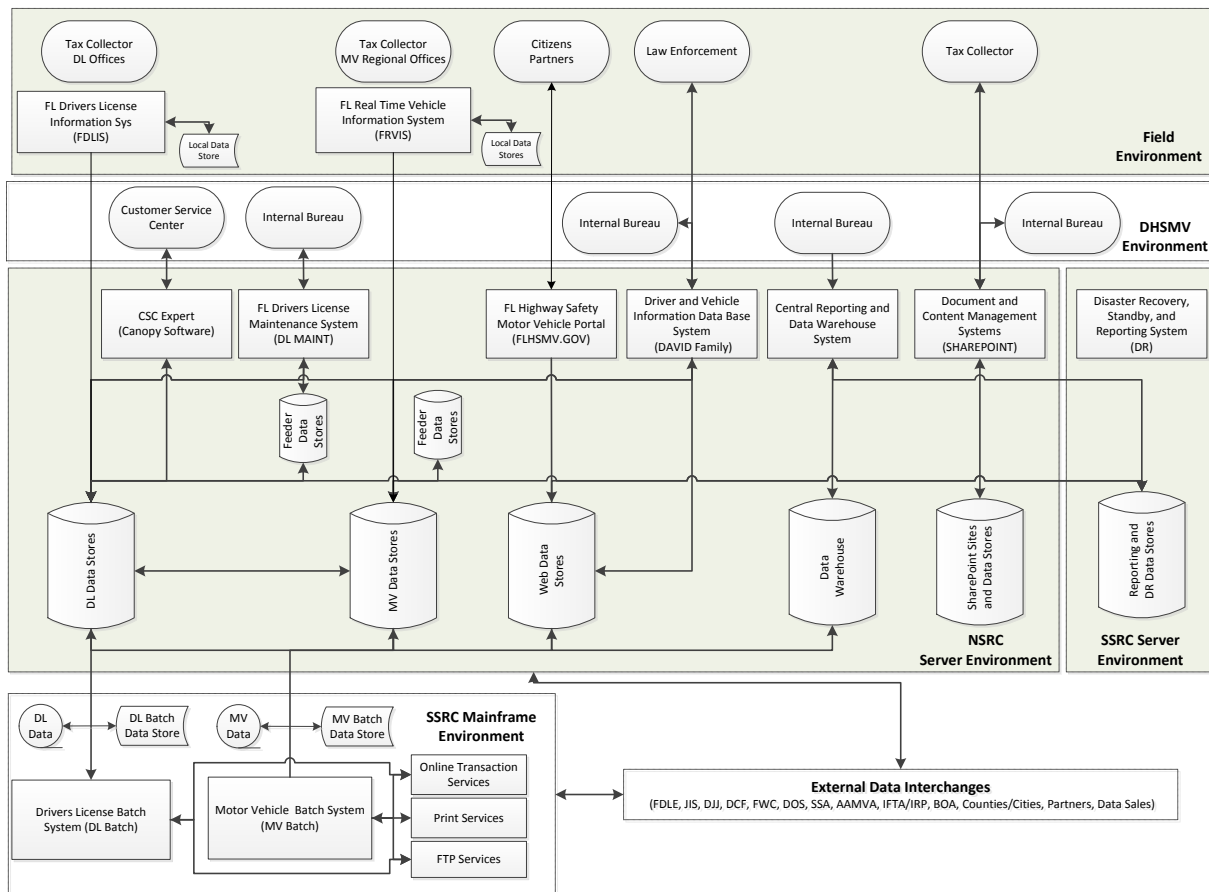 Tax Collector
DL Offices
Tax Collector
MV Regional Offices
Citizens
Partners
Law Enforcement
Tax Collector
FL Drivers License
Information Sys
(FDLIS)
Local Data
Store
FL Real Time Vehicle
Information System
(FRVIS)
Local Data
Stores
Field
Environment
Customer Service
Center
Internal Bureau
Internal Bureau
Internal Bureau
Internal Bureau
DHSMV
Environment
CSC Expert
(Canopy Software)
FL Drivers License
Maintenance System
(DL MAINT)
FL Highway Safety
Motor Vehicle Portal
(FLHSMV.GOV)
Driver and Vehicle
Information Data Base
System
(DAVID Family)
Central Reporting and
Data Warehouse
System
Document and
Content Management
Systems
(SHAREPOINT)
Disaster Recovery,
Standby, and
Reporting System
(DR)
Feeder
Data
Stores
Feeder
Data
Stores
DL Data Stores
MV Data Stores
Web Data
Stores
Data
Warehouse
SharePoint Sites
and Data Stores
Reporting and
DR Data Stores
NSRC
Server Environment
SSRC Server
Environment
DL
Data
DL Batch
Data Store
MV
Data
MV Batch
Data Store
SSRC Mainframe
Environment
Drivers License Batch
System (DL Batch)
Motor Vehicle Batch System
(MV Batch)
Online Transaction
Services
Print Services
FTP Services
External Data Interchanges
(FDLE, JIS, DJJ, DCF, FWC, DOS, SSA, AAMVA, IFTA/IRP, BOA, Counties/Cities, Partners, Data Sales)